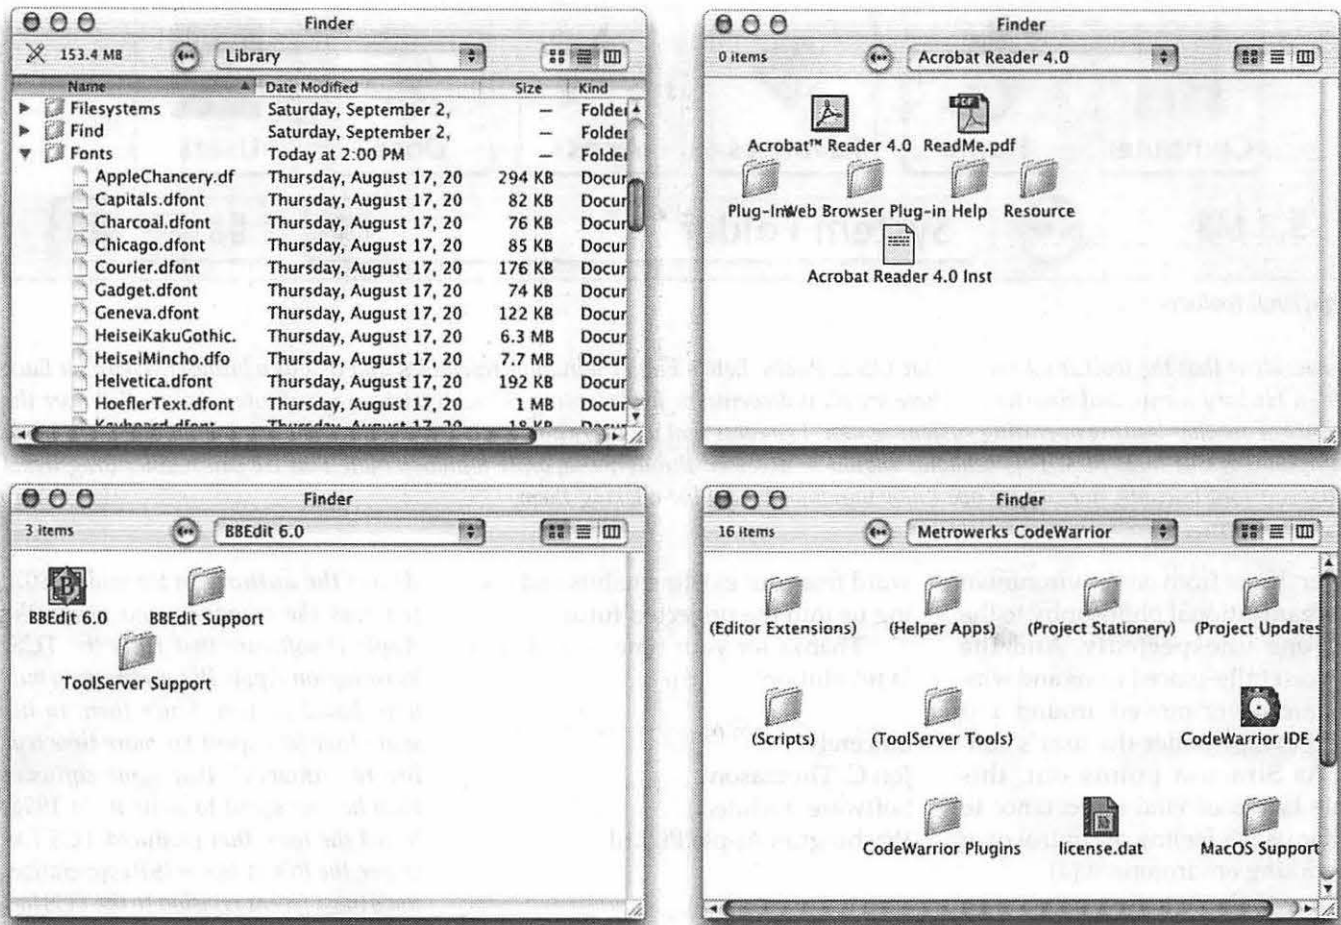 Finder
153.4 MB Library
Name Date Modified Size Kind
Filesystems Saturday, September 2, — Folder
Find Saturday, September 2, — Folder
Fonts Today at 2:00 PM — Folder
AppleChancery.df Thursday, August 17, 20 294 KB Docur
Capitals.dfont Thursday, August 17, 20 82 KB Docur
Charcoal.dfont Thursday, August 17, 20 76 KB Docur
Chicago.dfont Thursday, August 17, 20 85 KB Docur
Courier.dfont Thursday, August 17, 20 176 KB Docur
Gadget.dfont Thursday, August 17, 20 74 KB Docur
Geneva.dfont Thursday, August 17, 20 122 KB Docur
HeiseiKakuGothic. Thursday, August 17, 20 6.3 MB Docur
HeiseiMincho.dfo Thursday, August 17, 20 7.7 MB Docur
Helvetica.dfont Thursday, August 17, 20 192 KB Docur
HoeflerText.dfont Thursday, August 17, 20 1 MB Docur
Keyboard.dfont Thursday, August 17, 20 18 KB Docur
Finder
0 items Acrobat Reader 4.0
Acrobat™ Reader 4.0 ReadMe.pdf
Plug-Ins Web Browser Plug-in Help Resource
Acrobat Reader 4.0 Inst
Finder
3 items BBEdit 6.0
BBEdit 6.0 BBEdit Support
ToolServer Support
Finder
16 items Metrowerks CodeWarrior
(Editor Extensions) (Helper Apps) (Project Stationery) (Project Updates
(Scripts) (ToolServer Tools) CodeWarrior IDE 4
CodeWarrior Plugins license.dat MacOS Support